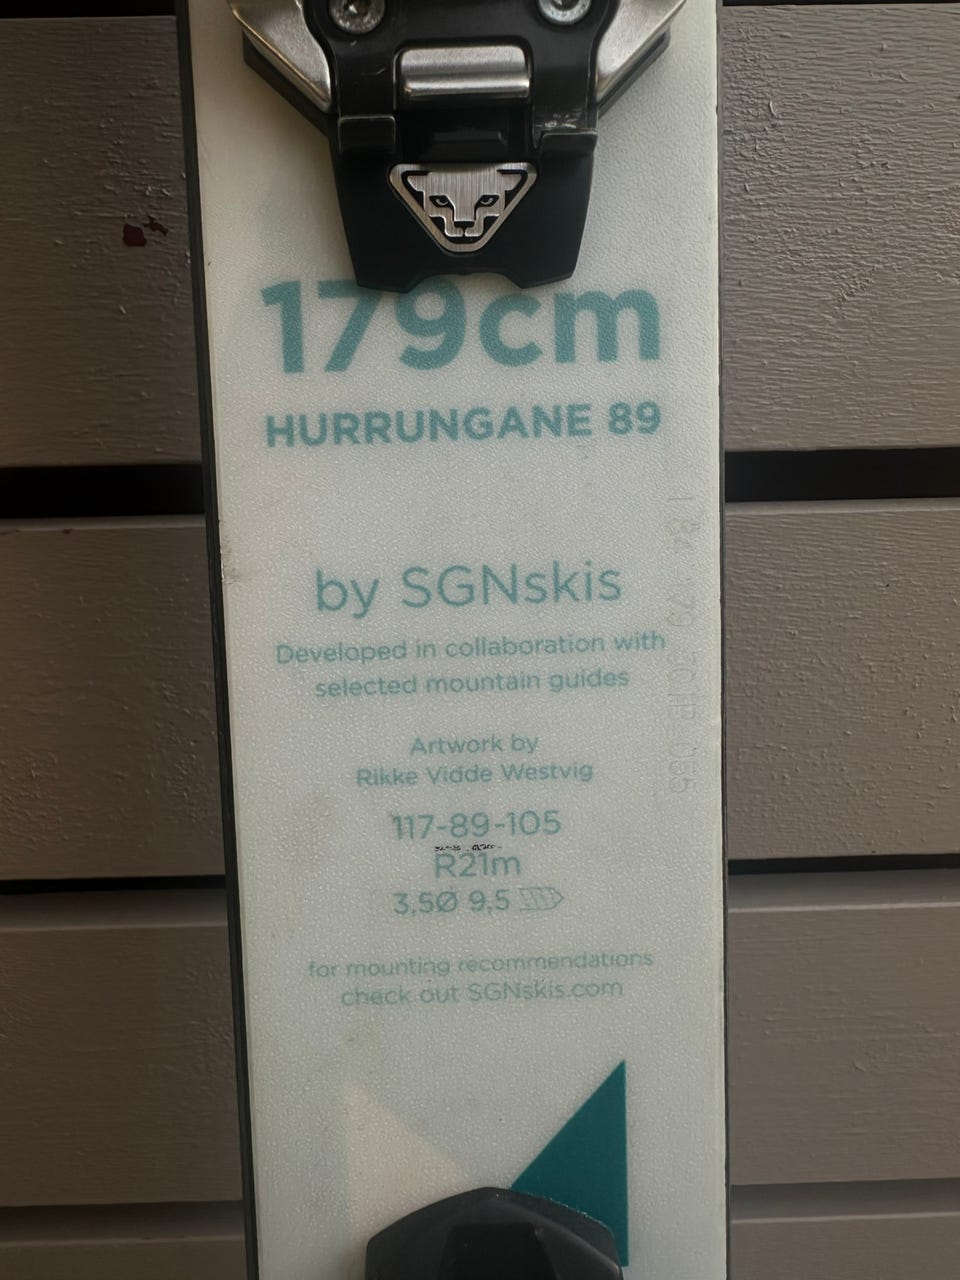 179cm
HURRUNGANE 89
by SGNskis
Developed in collaboration with
selected mountain guides
Artwork by
Rikke Vidde Westvig
117-89-105
R21m
3,5Ø 9,5
for mounting recommendations
check out SGNskis.com